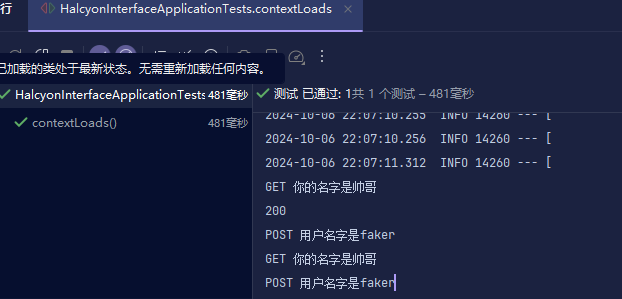 行 HalcyonInterfaceApplicationTests.contextLoads ×
已加载的类处于最新状态。无需重新加载任何内容。
HalcyonInterfaceApplicationTests 481毫秒
contextLoads() 481毫秒
测试 已通过: 1共 1 个测试 – 481毫秒
2024-10-06 22:07:10.255 INFO 14260 --- [
2024-10-06 22:07:10.256 INFO 14260 --- [
2024-10-06 22:07:11.312 INFO 14260 --- [
GET 你的名字是帅哥
200
POST 用户名字是faker
GET 你的名字是帅哥
POST 用户名字是faker